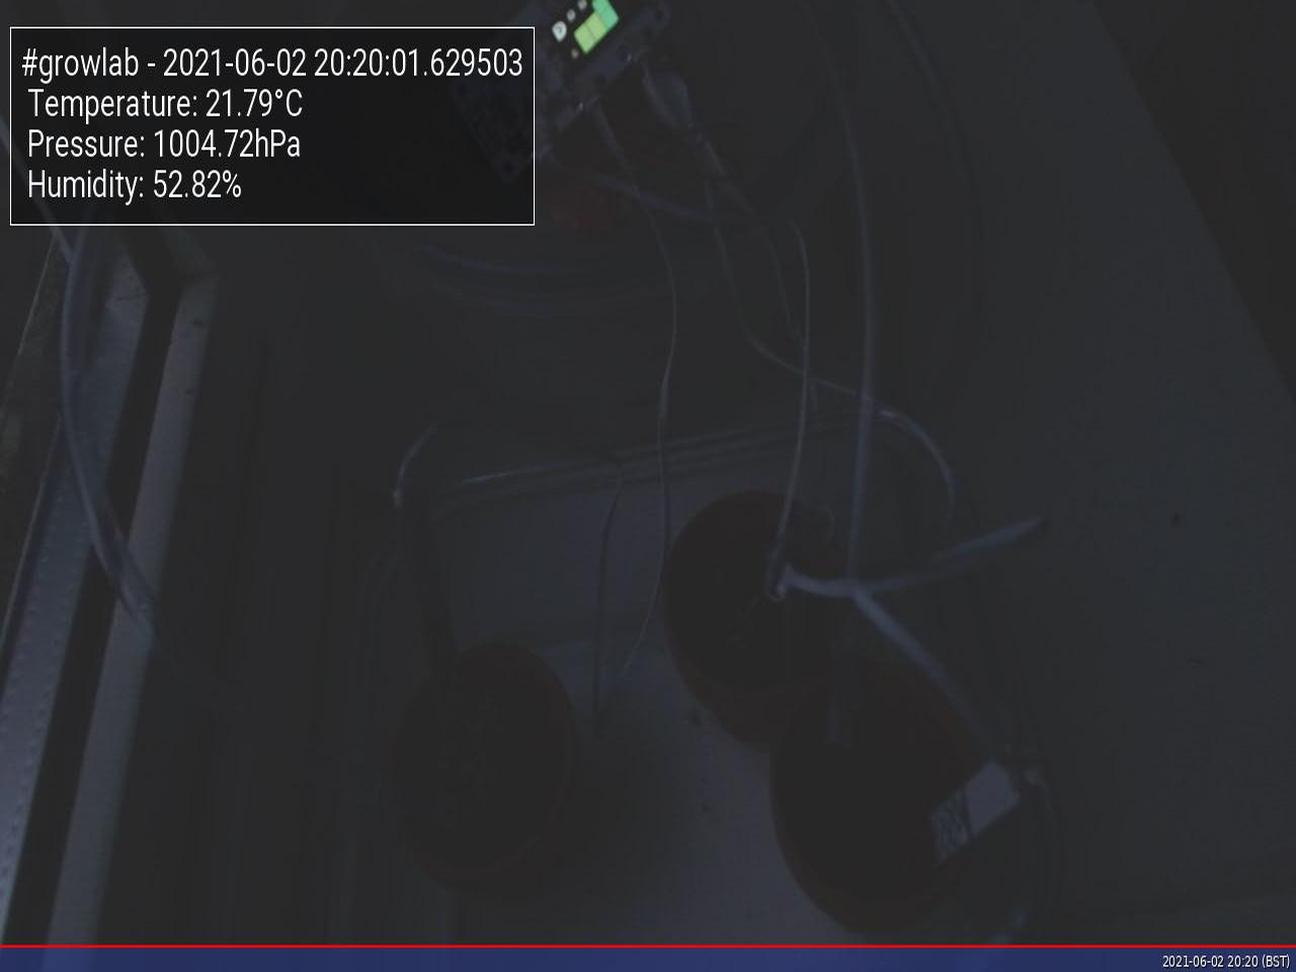 #growlab - 2021-06-02 20:20:01.629503
Temperature: 21.79°C
Pressure: 1004.72hPa
Humidity: 52.82%
2021-06-02 20:20 (BST)